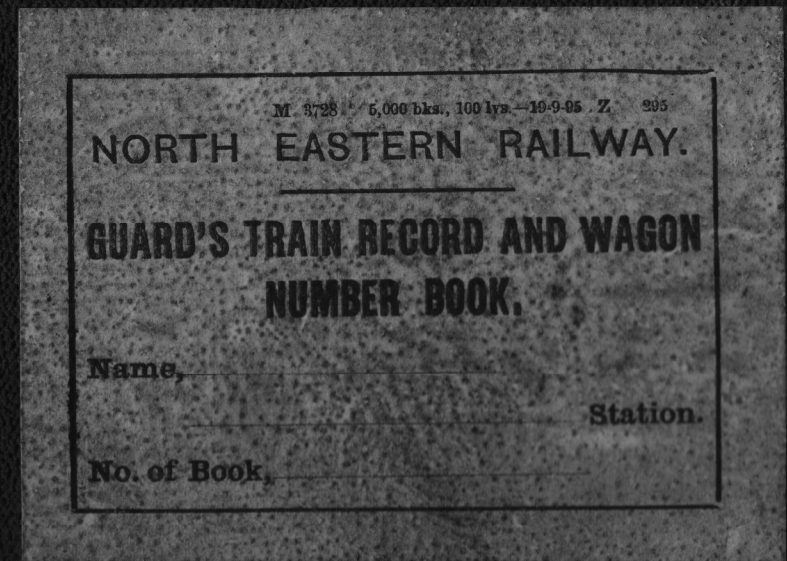 M 3728 5,000 bks., 100 lvs.—19-9-95. Z 295
NORTH EASTERN RAILWAY.
GUARD'S TRAIN RECORD AND WAGON
NUMBER BOOK.
Name,
Station.
No. of Book,